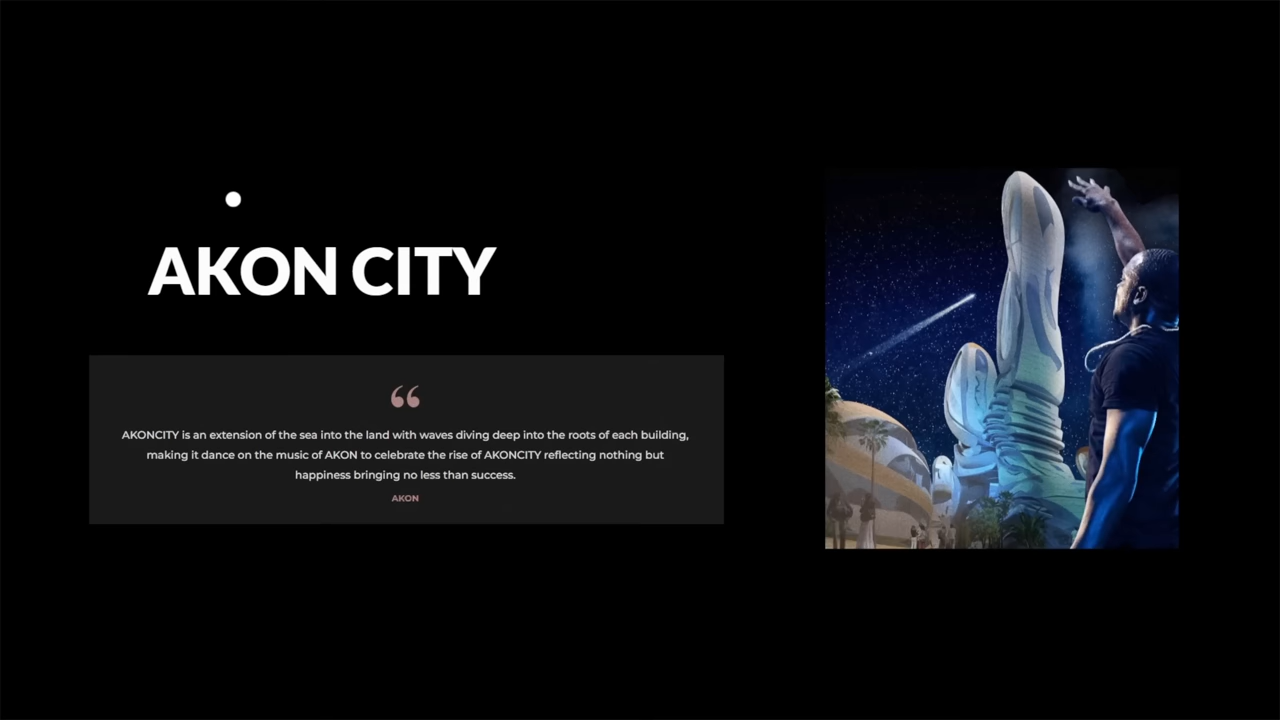 AKON CITY
“
AKONCITY is an extension of the sea into the land with waves diving deep into the roots of each building,
making it dance on the music of AKON to celebrate the rise of AKONCITY reflecting nothing but
happiness bringing no less than success.
AKON